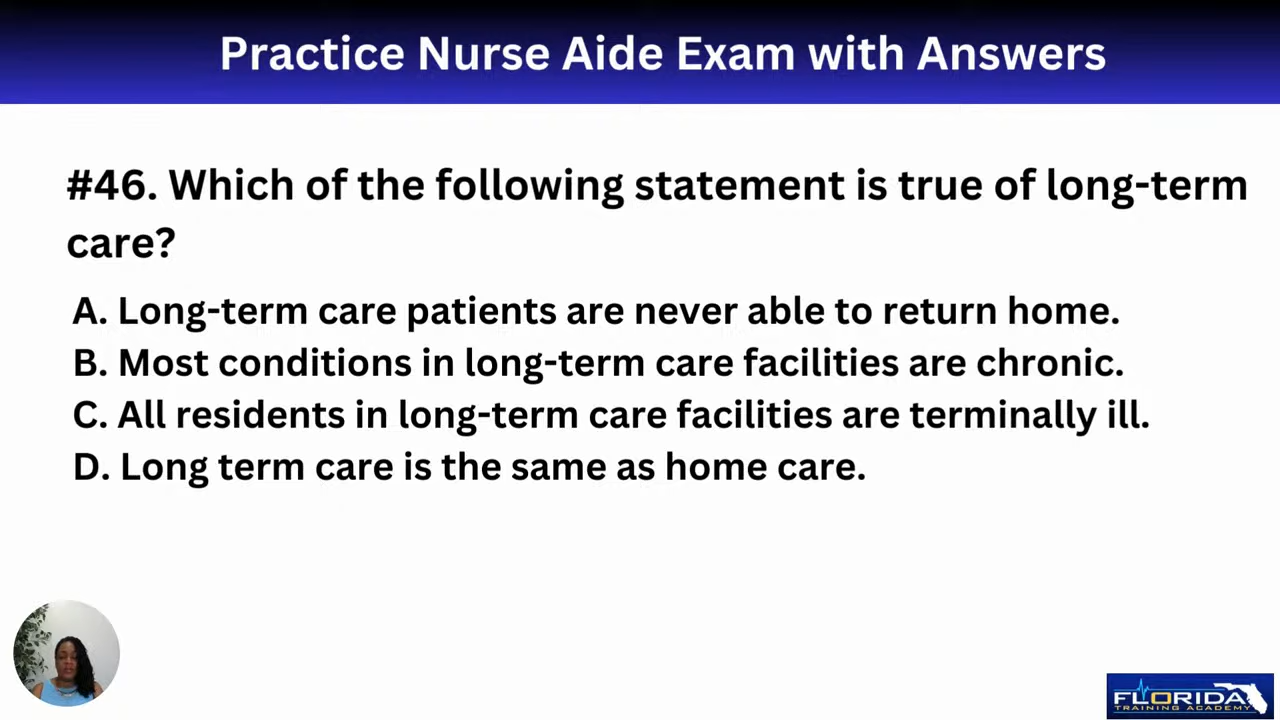 Practice Nurse Aide Exam with Answers
#46. Which of the following statement is true of long-term
care?
A. Long-term care patients are never able to return home.
B. Most conditions in long-term care facilities are chronic.
C. All residents in long-term care facilities are terminally ill.
D. Long term care is the same as home care.
FLORIDA
TRAINING ACADEMY